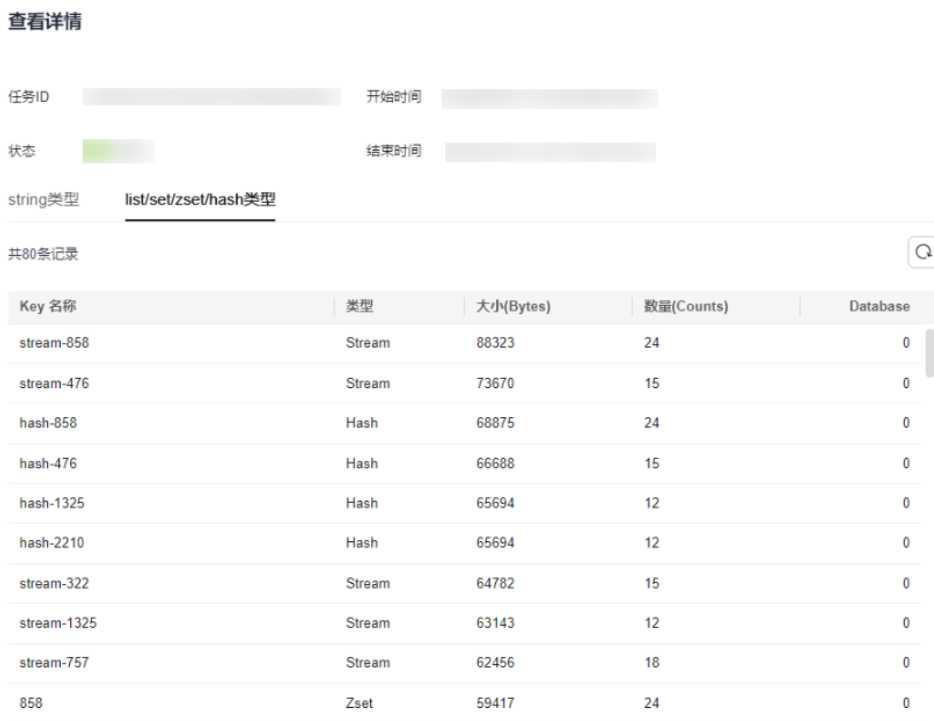 查看详情
任务ID 开始时间
状态 结束时间
string类型 list/set/zset/hash类型
共80条记录
Key 名称 类型 大小(Bytes) 数量(Counts) Database
stream-858 Stream 88323 24 0
stream-476 Stream 73670 15 0
hash-858 Hash 68875 24 0
hash-476 Hash 66688 15 0
hash-1325 Hash 65694 12 0
hash-2210 Hash 65694 12 0
stream-322 Stream 64782 15 0
stream-1325 Stream 63143 12 0
stream-757 Stream 62456 18 0
858 Zset 59417 24 0